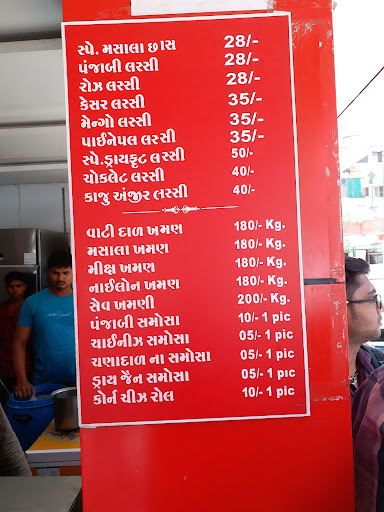 સ્પે. મસાલા છાસ 28/-
પંજાબી લસ્સી 28/-
રોઝ લસ્સી 28/-
કેસર લસ્સી 35/-
મેન્ગો લસ્સી 35/-
પાઈનેપલ લસ્સી 35/-
સ્પે.ડ્રાયફ્રુટ લસ્સી 50/-
ચોકલેટ લસ્સી 40/-
કાજુ અંજીર લસ્સી 40/-
વાટી દાળ ખમણ 180/- Kg.
મસાલા ખમણ 180/- Kg.
મીક્ષ ખમણ 180/- Kg.
નાઈલોન ખમણ 180/- Kg.
સેવ ખમણી 200/- Kg.
પંજાબી સમોસા 10/- 1 pic
ચાઈનીઝ સમોસા 05/- 1 pic
ચણાદાળ ના સમોસા 05/- 1 pic
ડ્રાય જૈન સમોસા 05/- 1 pic
કોર્ન ચીઝ રોલ 10/- 1 pic